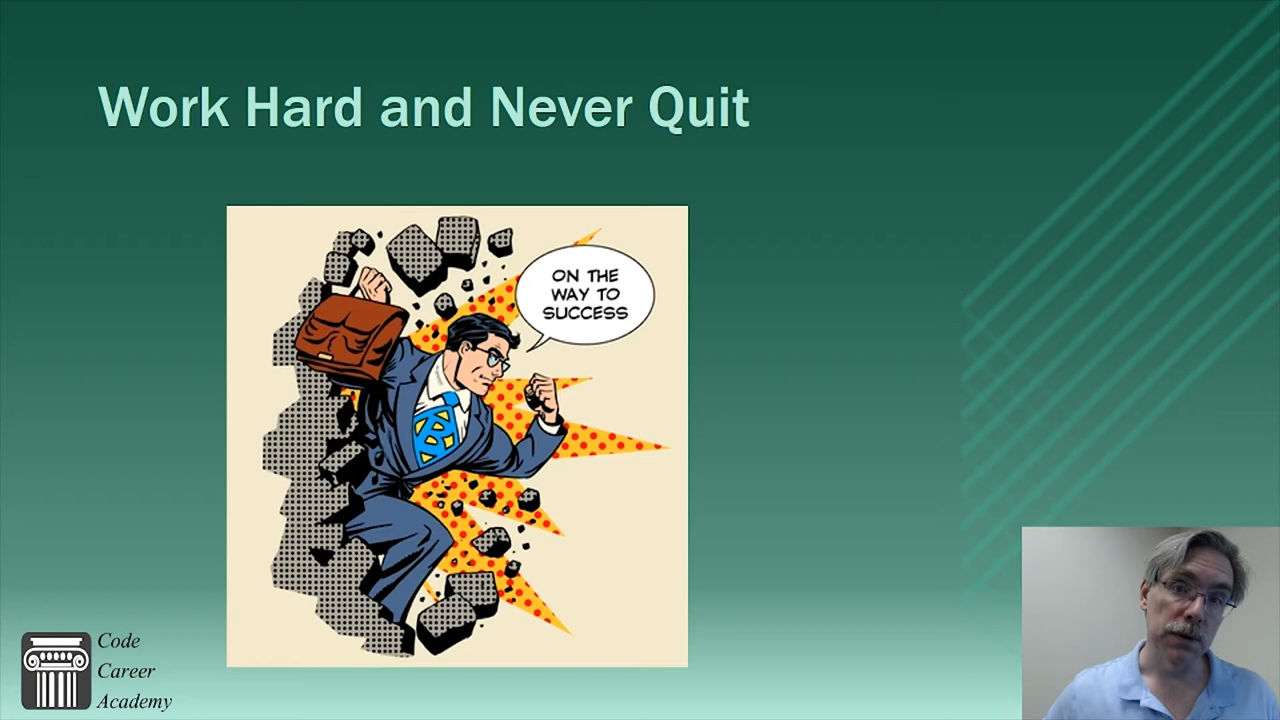 Work Hard and Never Quit
ON THE
WAY TO
SUCCESS
Code
Career
Academy